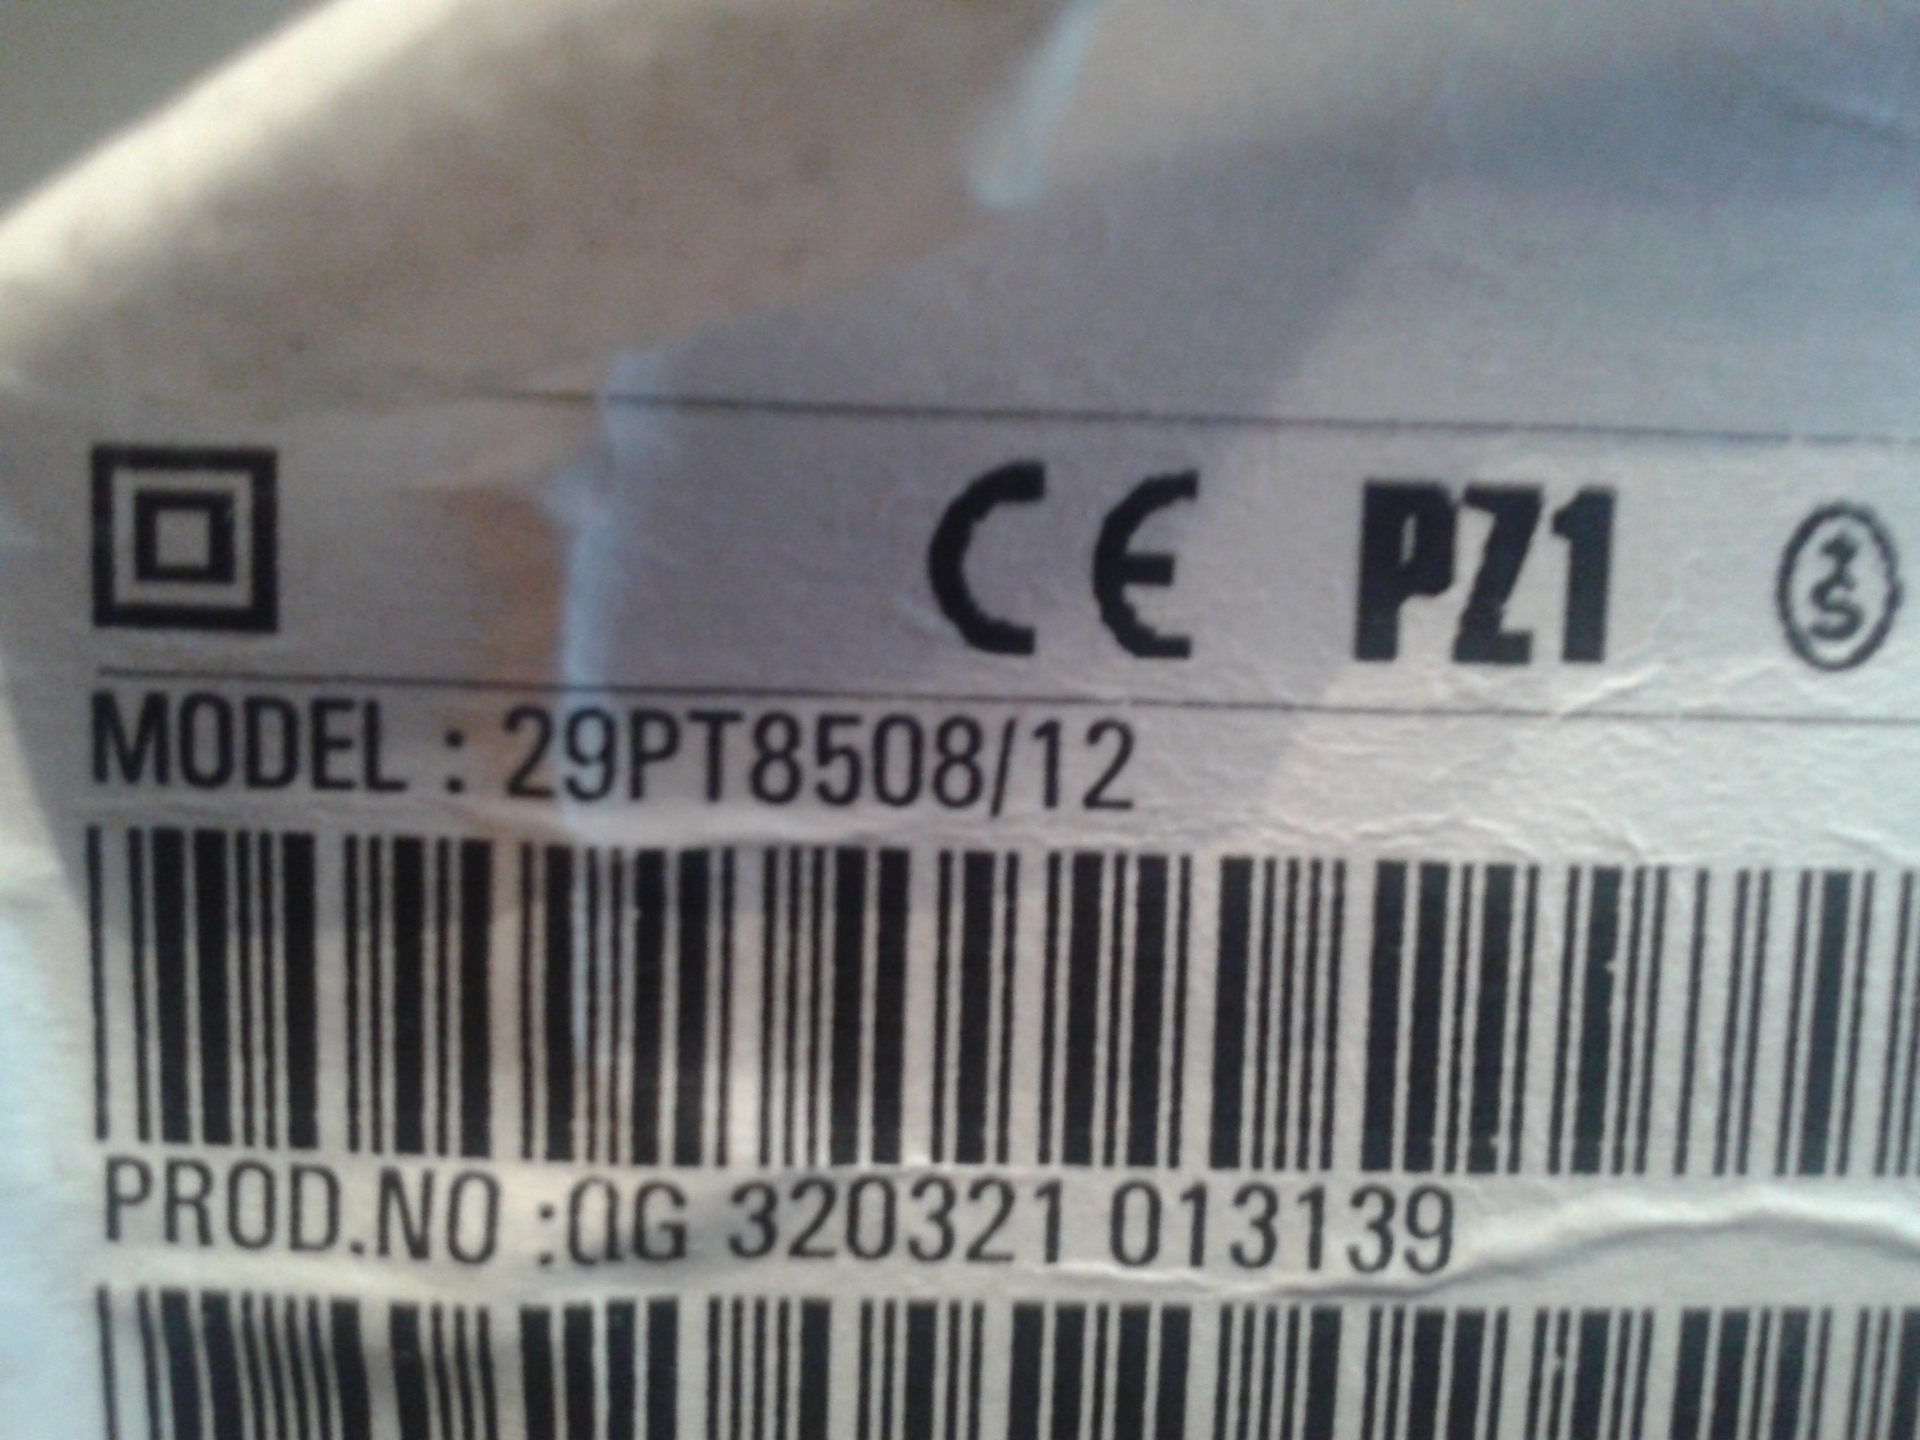 CE PZ1 S
MODEL : 29PT8508/12
PROD.NO :QG 320321 013139